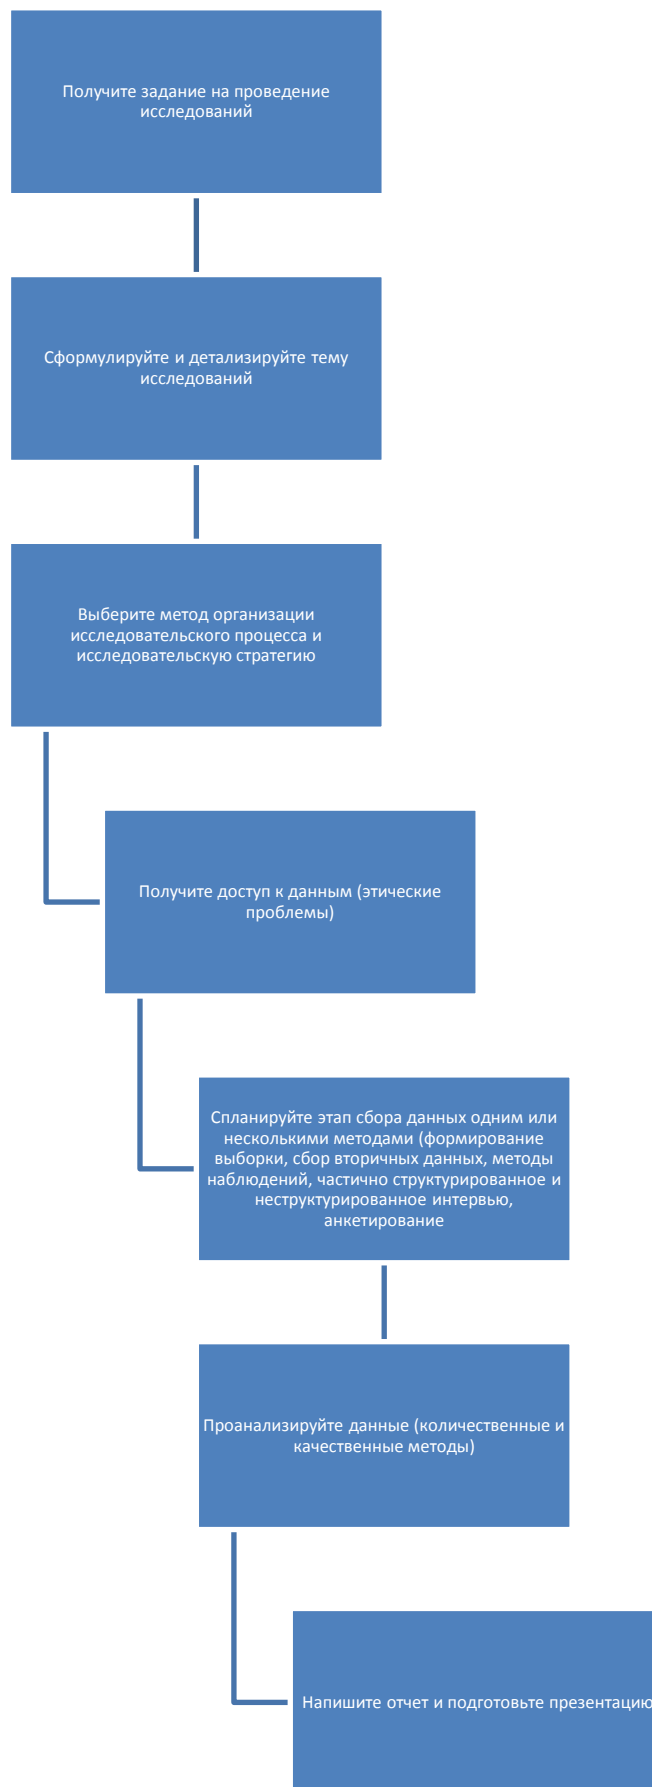 Получите задание на проведение
исследований
Сформулируйте и детализируйте тему
исследований
Выберите метод организации
исследовательского процесса и
исследовательскую стратегию
Получите доступ к данным (этические
проблемы)
Спланируйте этап сбора данных одним или
несколькими методами (формирование
выборки, сбор вторичных данных, методы
наблюдений, частично структурированное и
неструктурированное интервью,
анкетирование
Проанализируйте данные (количественные и
качественные методы)
Напишите отчет и подготовьте презентацию